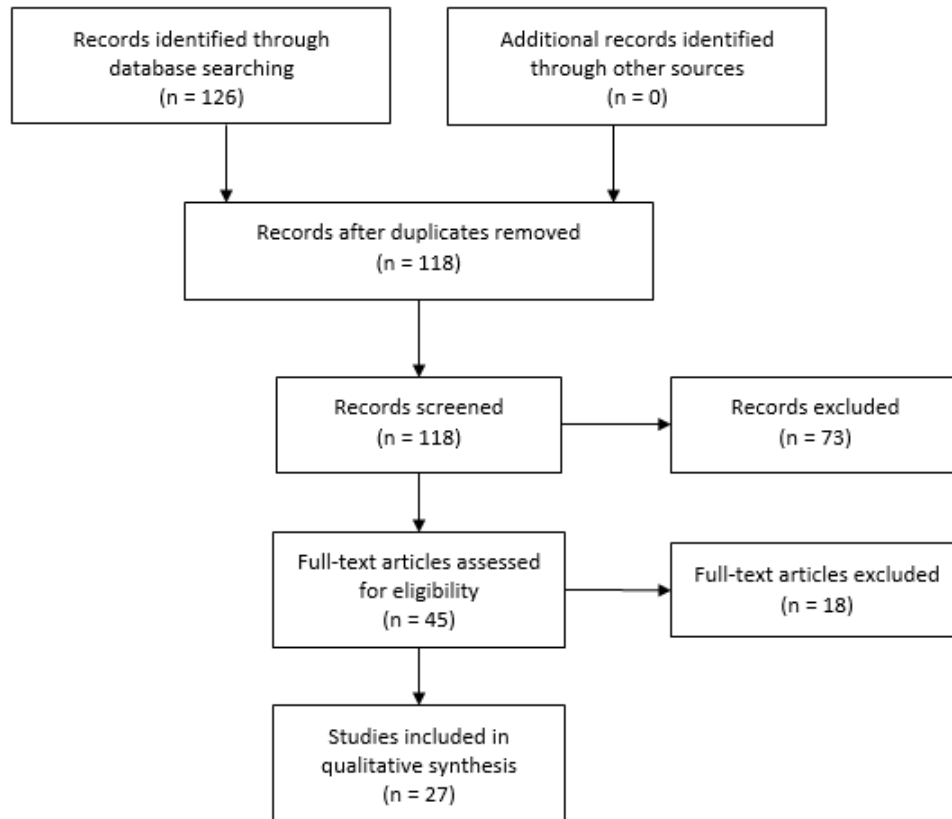 Records identified through
database searching
(n = 126)
Additional records identified
through other sources
(n = 0)
Records after duplicates removed
(n = 118)
Records screened
(n = 118)
Records excluded
(n = 73)
Full-text articles assessed
for eligibility
(n = 45)
Full-text articles excluded
(n = 18)
Studies included in
qualitative synthesis
(n = 27)